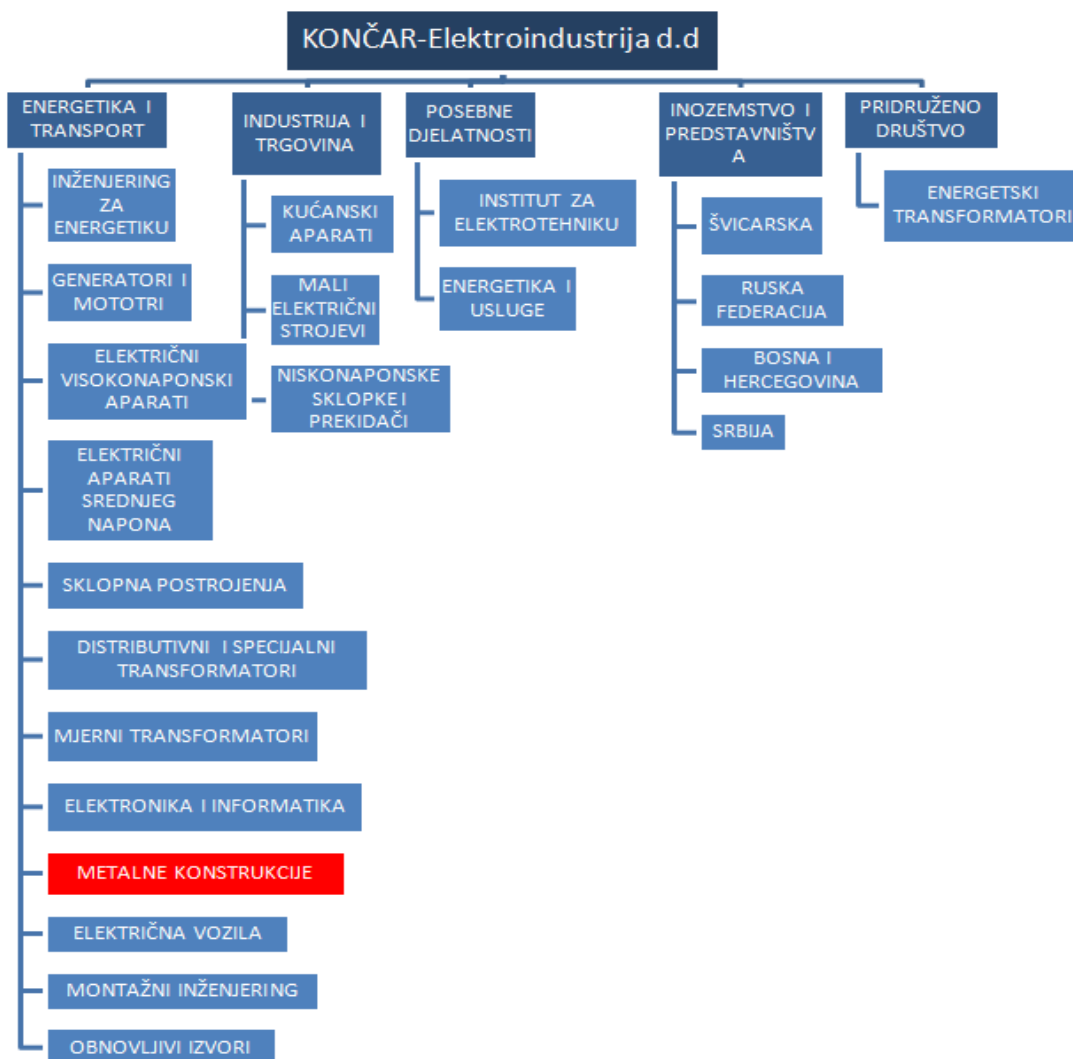 KONČAR-Elektroindustrija d.d
ENERGETIKA I
TRANSPORT
INŽENJERING
ZA
ENERGETIKU
GENERATORI I
MOTOTRI
ELEKTRIČNI
VISOKONAPONSKI
APARATI
ELEKTRIČNI
APARATI
SREDNJEG
NAPONA
SKLOPNA POSTROJENJA
DISTRIBUTIVNI I SPECIJALNI
TRANSFORMATORI
MJERNI TRANSFORMATORI
ELEKTRONIKA I INFORMATIKA
METALNE KONSTRUKCIJE
ELEKTRIČNA VOZILA
MONTAŽNI INŽENJERING
OBNOVLJIVI IZVORI
INDUSTRIJA I
TRGOVINA
KUĆANSKI
APARATI
MALI
ELEKTRIČNI
STROJEVI
NISKONAPONSKE
SKLOPKE I
PREKIDAČI
POSEBNE
DJELATNOSTI
INSTITUT ZA
ELEKTROTEHNIKU
ENERGETIKA I
USLUGE
INOZEMSTVO I
PREDSTAVNIŠTV
A
ŠVICARSKA
RUSKA
FEDERACIJA
BOSNA I
HERCEGOVINA
SRBIJA
PRIDRUŽENO
DRUŠTVO
ENERGETSKI
TRANSFORMATORI